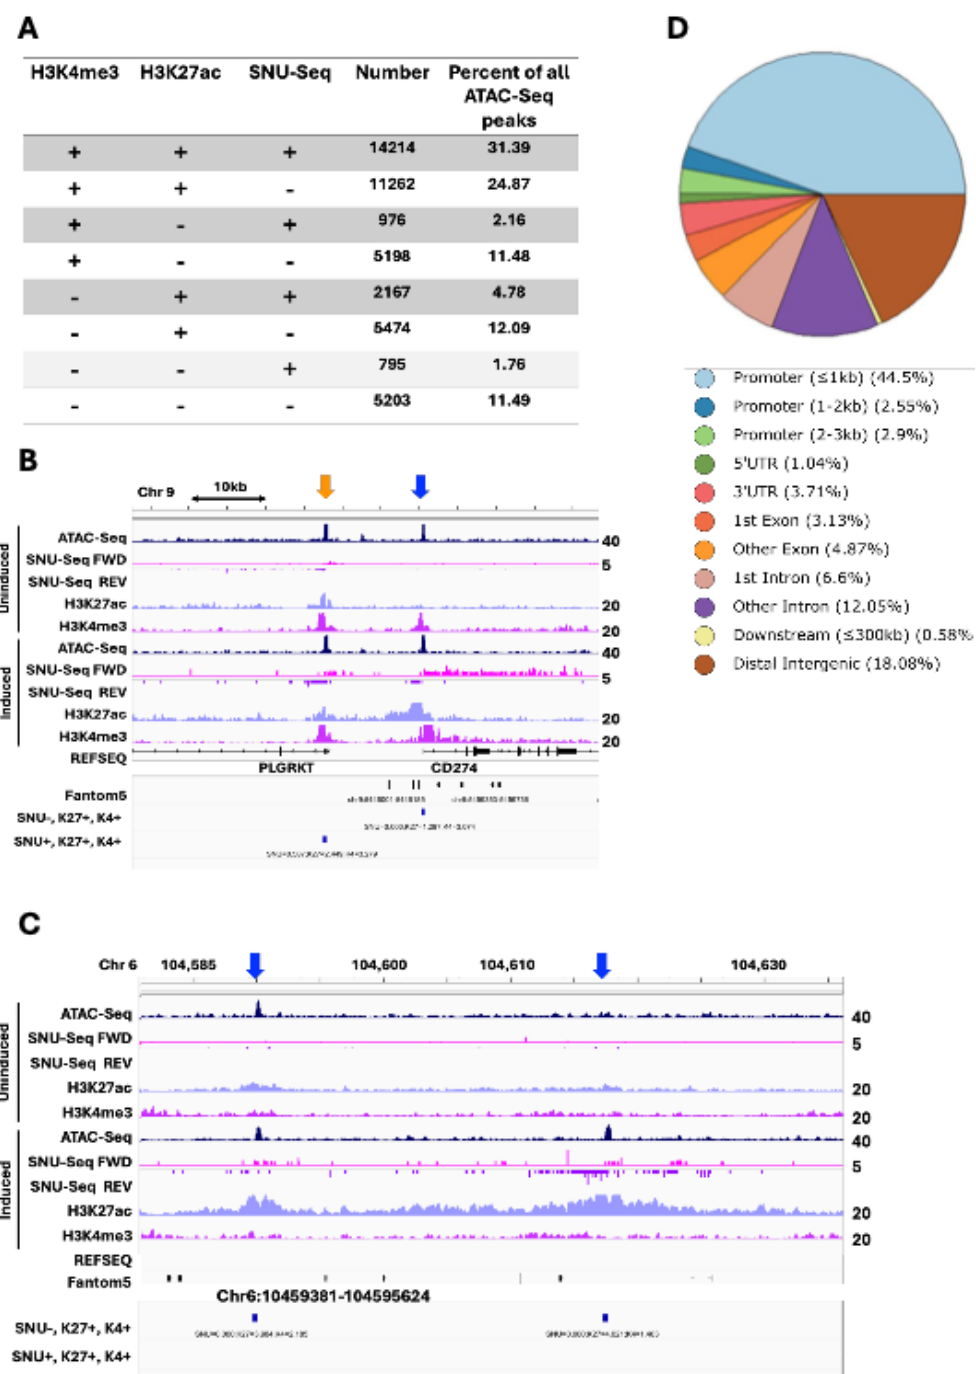 A
H3K4me3 H3K27ac SNU-Seq Number Percent of all
ATAC-Seq
peaks
+ + + 14214 31.39
+ + - 11262 24.87
+ - + 976 2.16
+ - - 5198 11.48
- + + 2167 4.78
- + - 5474 12.09
- - + 795 1.76
- - - 5203 11.49
B
Chr 9 10kb
Uninduced
ATAC-Seq 40
SNU-Seq FWD 5
SNU-Seq REV
H3K27ac 20
H3K4me3 20
Induced
ATAC-Seq 40
SNU-Seq FWD 5
SNU-Seq REV
H3K27ac 20
H3K4me3 20
REFSEQ
PLGRKT CD274
Fantom5
SNU-, K27+, K4+
SNU+, K27+, K4+
C
Chr 6 104,585 104,600 104,610 104,630
Uninduced
ATAC-Seq 40
SNU-Seq FWD 5
SNU-Seq REV
H3K27ac 20
H3K4me3 20
Induced
ATAC-Seq 40
SNU-Seq FWD 5
SNU-Seq REV
H3K27ac 20
H3K4me3 20
REFSEQ
Fantom5
Chr6:10459381-104595624
SNU-, K27+, K4+
SNU+, K27+, K4+
D
Promoter (≤1kb) (44.5%)
Promoter (1-2kb) (2.55%)
Promoter (2-3kb) (2.9%)
5'UTR (1.04%)
3'UTR (3.71%)
1st Exon (3.13%)
Other Exon (4.87%)
1st Intron (6.6%)
Other Intron (12.05%)
Downstream (≤300kb) (0.58%
Distal Intergenic (18.08%)